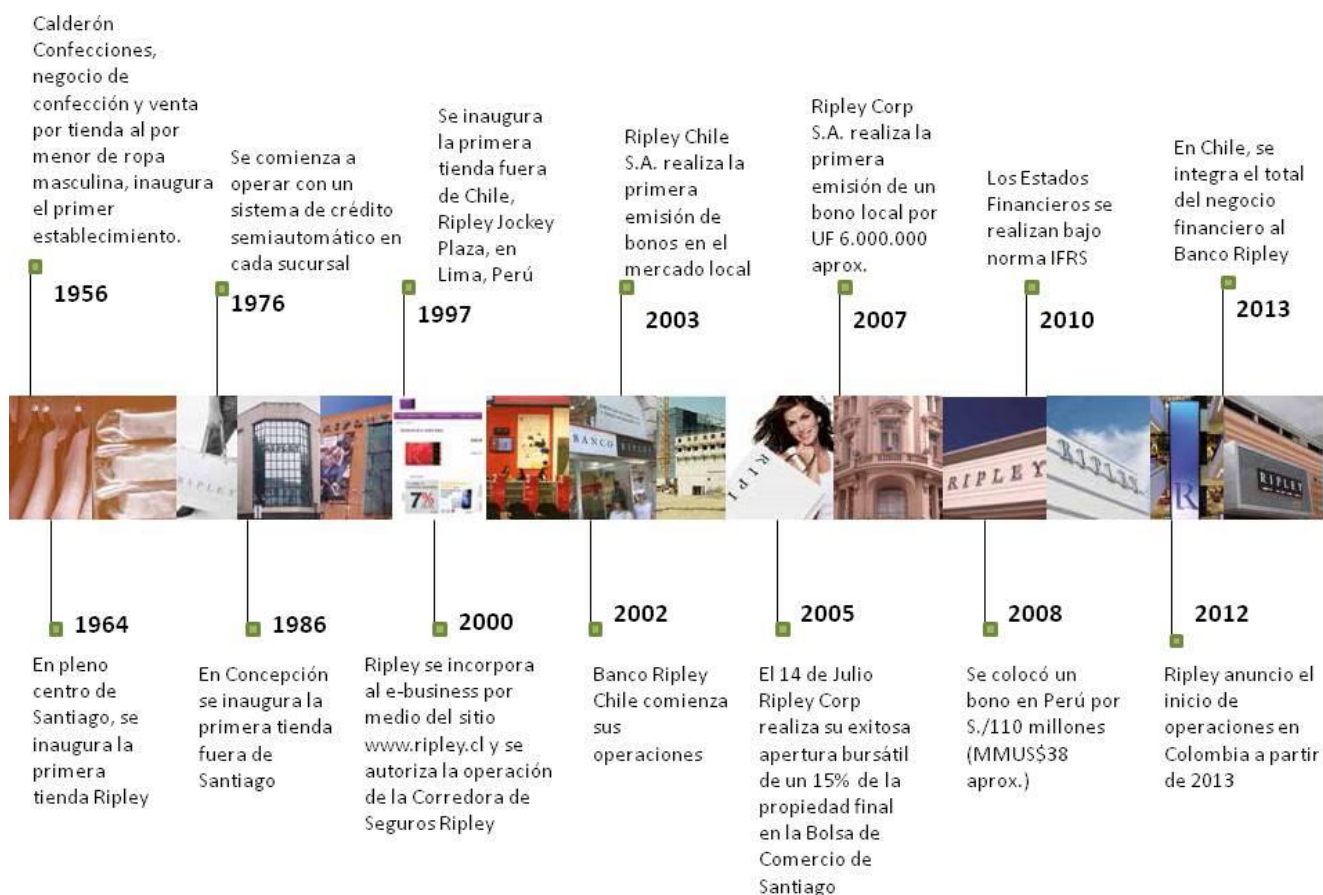 Calderón
Confecciones,
negocio de
confección y venta
por tienda al por
menor de ropa
masculina, inaugura
el primer
establecimiento.
1956
Se comienza a
operar con un
sistema de crédito
semiautomático en
cada sucursal
1976
Se inaugura
la primera
tienda fuera
de Chile,
Ripley Jockey
Plaza, en
Lima, Perú
1997
Ripley Chile
S.A. realiza la
primera
emisión de
bonos en el
mercado local
2003
Ripley Corp
S.A. realiza la
primera
emisión de un
bono local por
UF 6.000.000
aprox.
2007
Los Estados
Financieros se
realizan bajo
norma IFRS
2010
En Chile, se
integra el total
del negocio
financiero al
Banco Ripley
2013
RIPLEY
RIPLEY
7%
BANCO RIPLEY
RIPL
RIPLEY
RIPLEY
R
RIPLEY
1964
En pleno
centro de
Santiago, se
inaugura la
primera
tienda Ripley
1986
En Concepción
se inaugura la
primera tienda
fuera de
Santiago
2000
Ripley se incorpora
al e-business por
medio del sitio
www.ripley.cl y se
autoriza la operación
de la Corredora de
Seguros Ripley
2002
Banco Ripley
Chile comienza
sus
operaciones
2005
El 14 de Julio
Ripley Corp
realiza su exitosa
apertura bursátil
de un 15% de la
propiedad final
en la Bolsa de
Comercio de
Santiago
2008
Se colocó un
bono en Perú por
S./110 millones
(MMUS$38
aprox.)
2012
Ripley anuncio el
inicio de
operaciones en
Colombia a partir
de 2013